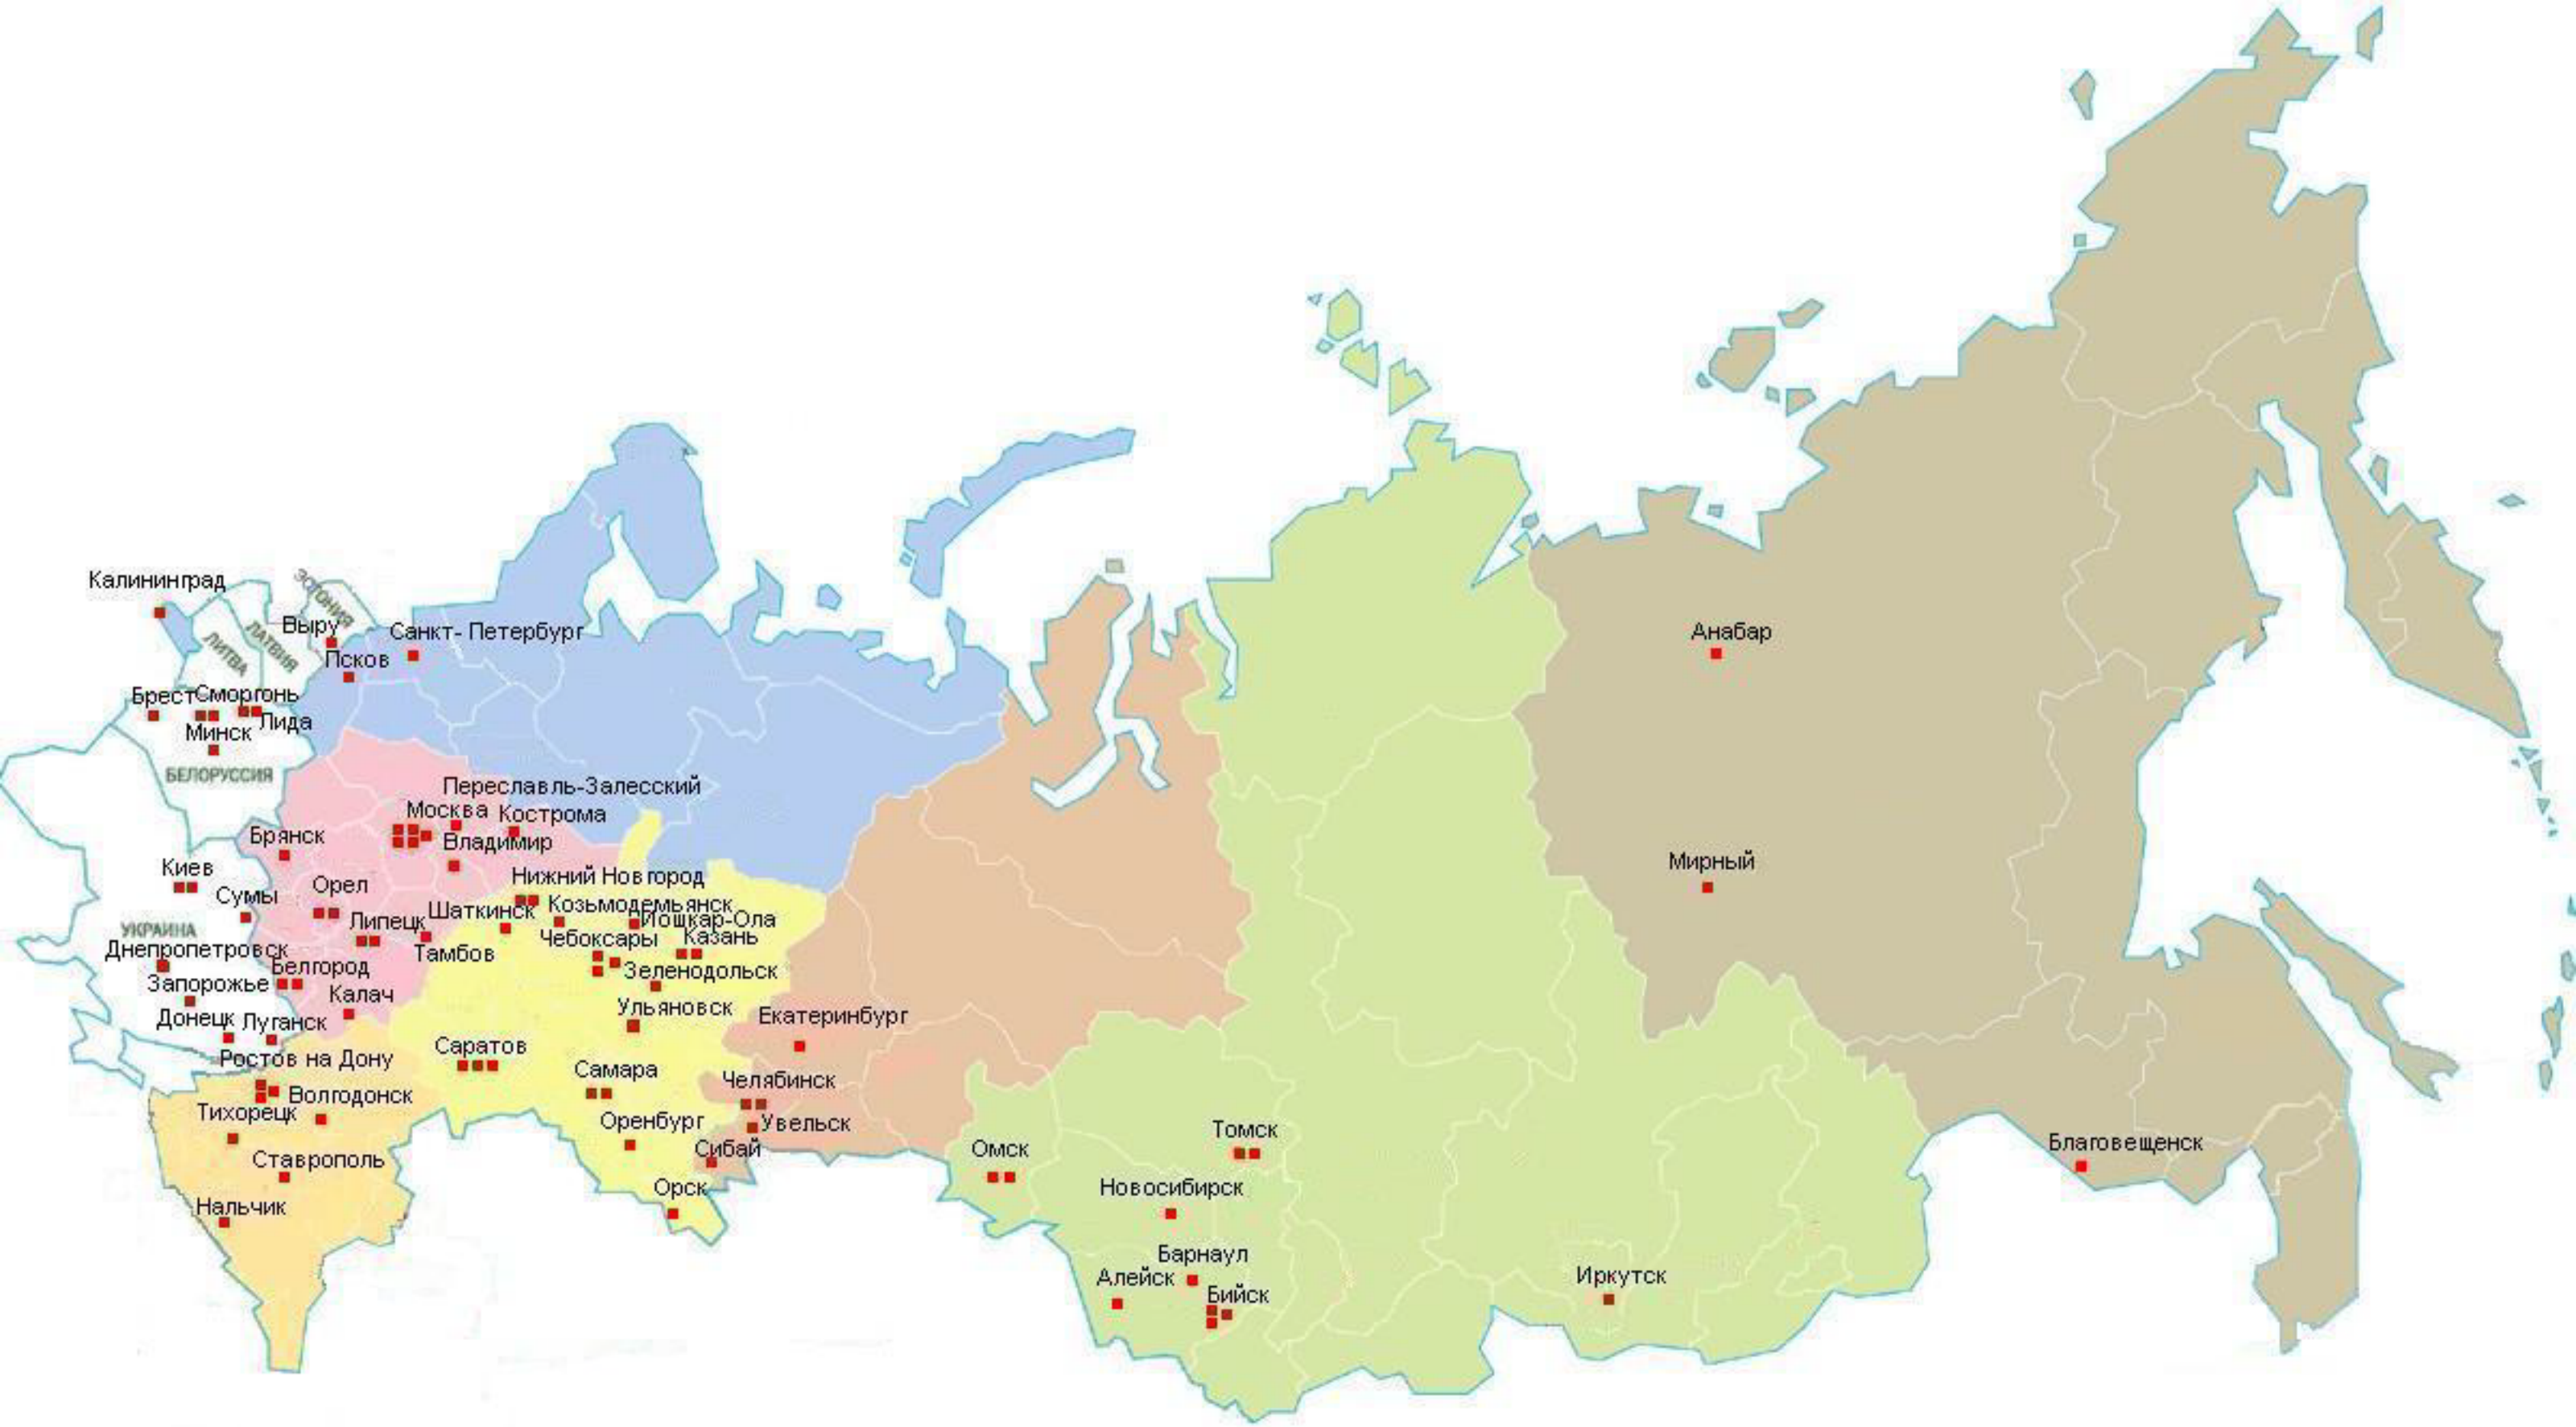 Калининград
ЭСТОНИЯ
Выру
ЛАТВИЯ
ЛИТВА
Санкт- Петербург
Псков
Анабар
Брест
Сморгонь
Лида
Минск
БЕЛОРУССИЯ
Переславль-Залесский
Москва
Кострома
Брянск
Владимир
Мирный
Киев
Нижний Новгород
Орел
Сумы
Козьмодемьянск
Шаткинск
Йошкар-Ола
Липецк
УКРАИНА
Казань
Чебоксары
Днепропетровск
Тамбов
Белгород
Зеленодольск
Запорожье
Калач
Ульяновск
Екатеринбург
Донецк
Луганск
Саратов
Ростов на Дону
Самара
Челябинск
Волгодонск
Тихорецк
Оренбург
Увельск
Томск
Благовещенск
Сибай
Омск
Ставрополь
Орск
Новосибирск
Нальчик
Барнаул
Алейск
Иркутск
Бийск